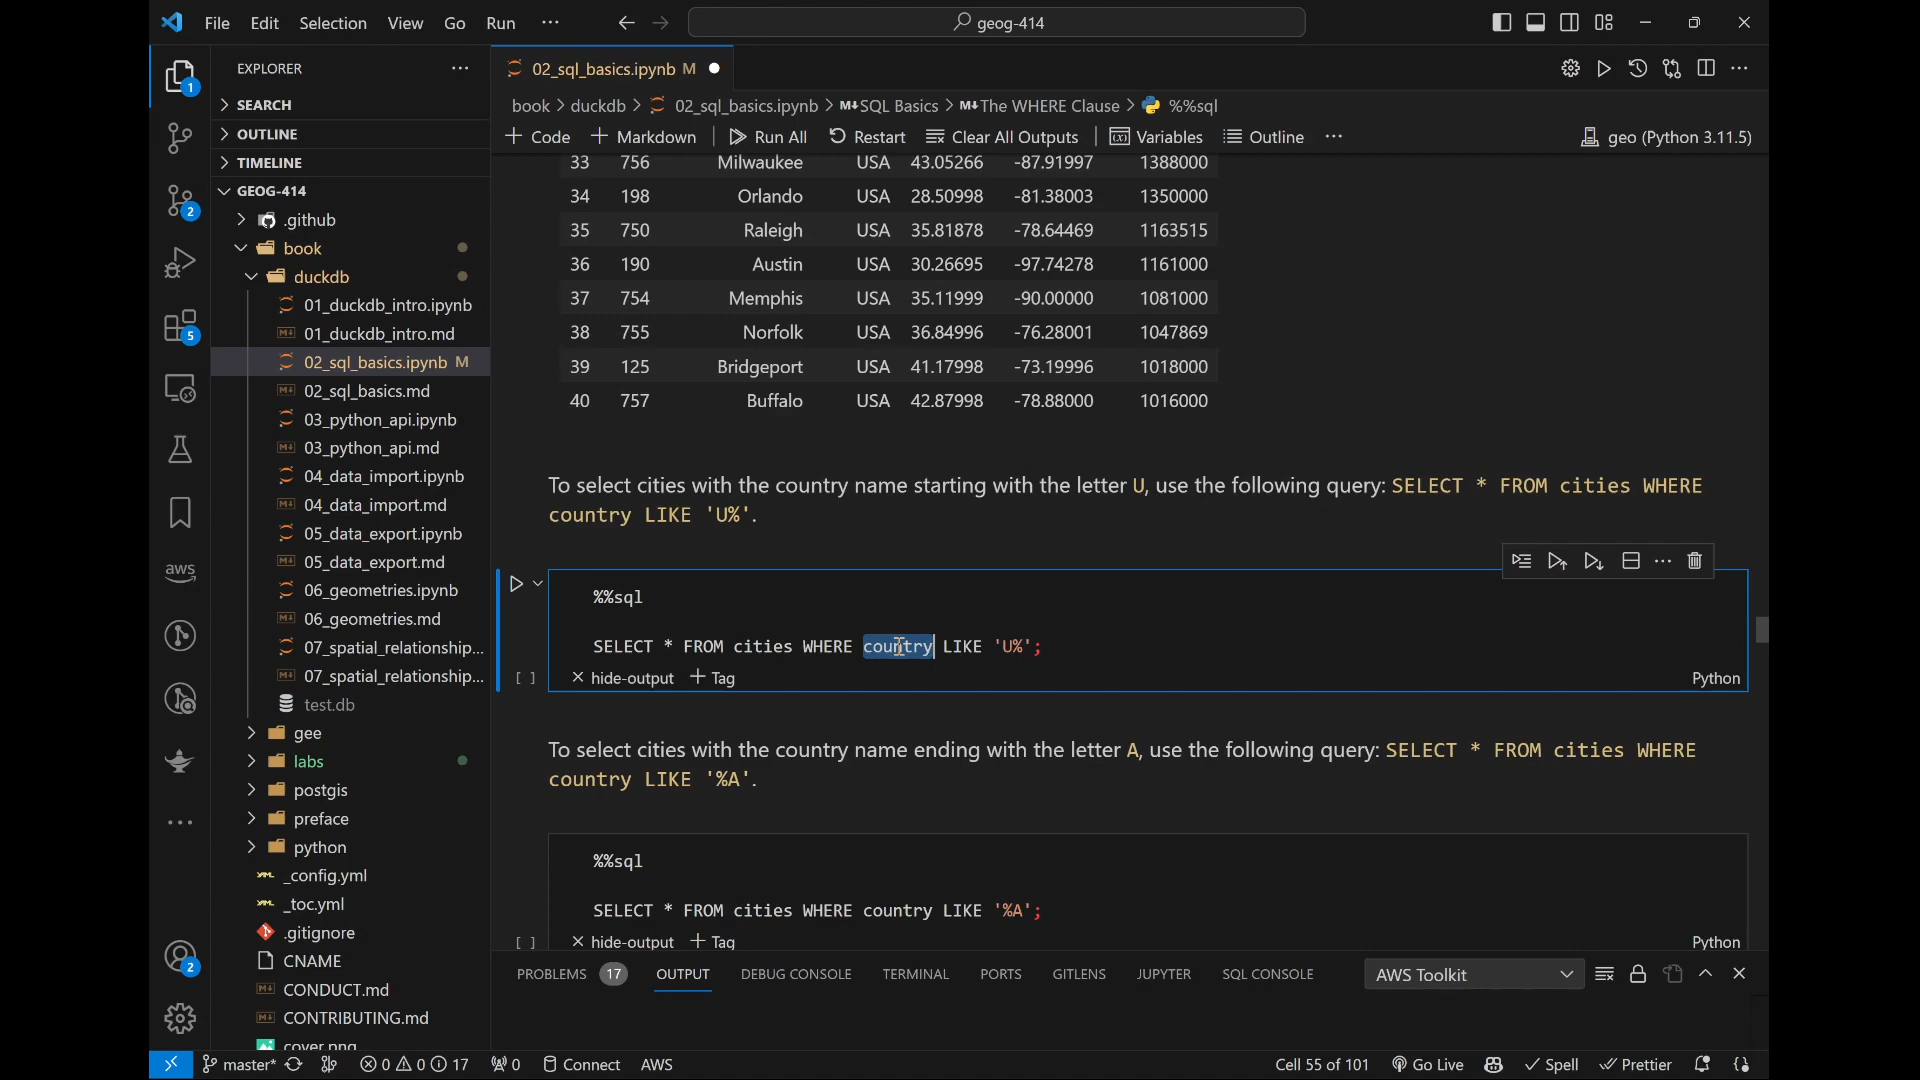 File Edit Selection View Go Run ··· geog-414
EXPLORER
SEARCH
OUTLINE
TIMELINE
GEOG-414
.github
book
duckdb
01_duckdb_intro.ipynb
01_duckdb_intro.md
02_sql_basics.ipynb M
02_sql_basics.md
03_python_api.ipynb
03_python_api.md
04_data_import.ipynb
04_data_import.md
05_data_export.ipynb
05_data_export.md
06_geometries.ipynb
06_geometries.md
07_spatial_relationship...
07_spatial_relationship...
test.db
gee
labs
postgis
preface
python
_config.yml
_toc.yml
.gitignore
CNAME
CONDUCT.md
CONTRIBUTING.md
cover.png
1
2
5
aws
2
02_sql_basics.ipynb M
book > duckdb > 02_sql_basics.ipynb > M↓SQL Basics > M↓The WHERE Clause > %%sql
+ Code + Markdown Run All Restart Clear All Outputs Variables Outline ··· geo (Python 3.11.5)
33 756 Milwaukee USA 43.05266 -87.91997 1388000
34 198 Orlando USA 28.50998 -81.38003 1350000
35 750 Raleigh USA 35.81878 -78.64469 1163515
36 190 Austin USA 30.26695 -97.74278 1161000
37 754 Memphis USA 35.11999 -90.00000 1081000
38 755 Norfolk USA 36.84996 -76.28001 1047869
39 125 Bridgeport USA 41.17998 -73.19996 1018000
40 757 Buffalo USA 42.87998 -78.88000 1016000
To select cities with the country name starting with the letter U, use the following query: SELECT * FROM cities WHERE
country LIKE 'U%'.
%%sql
SELECT * FROM cities WHERE country LIKE 'U%';
[ ] × hide-output + Tag Python
To select cities with the country name ending with the letter A, use the following query: SELECT * FROM cities WHERE
country LIKE '%A'.
%%sql
SELECT * FROM cities WHERE country LIKE '%A';
[ ] × hide-output + Tag Python
PROBLEMS 17 OUTPUT DEBUG CONSOLE TERMINAL PORTS GITLENS JUPYTER SQL CONSOLE AWS Toolkit
master* 0 0 17 0 Connect AWS Cell 55 of 101 Go Live Spell Prettier